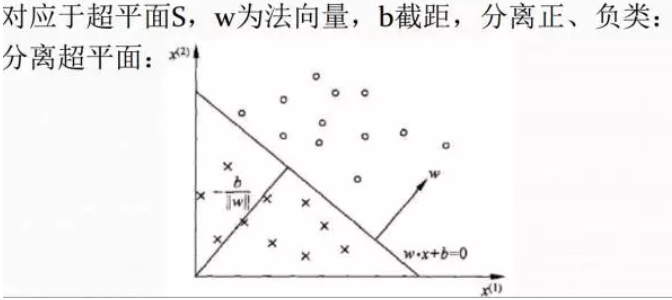 对应于超平面S，w为法向量，b截距，分离正、负类：
分离超平面：
x(2)
w
-b/||w||
w·x+b=0
x(1)